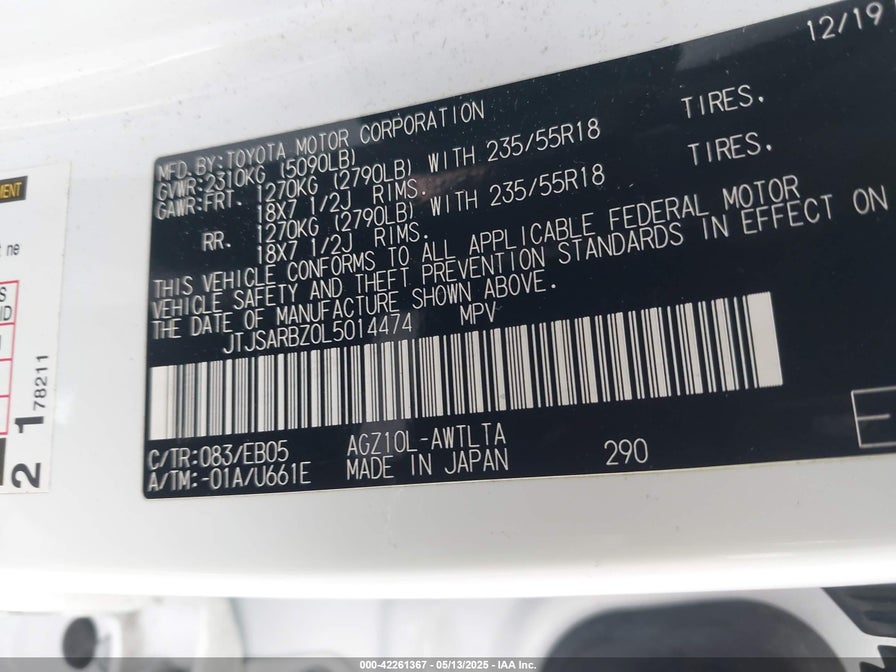 12/19
MFD.BY:TOYOTA MOTOR CORPORATION
GVWR:2310KG (5090LB)
GAWR:FRT. 1270KG (2790LB) WITH 235/55R18 TIRES.
18X7 1/2J RIMS.
RR. 1270KG (2790LB) WITH 235/55R18 TIRES.
18X7 1/2J RIMS.
THIS VEHICLE CONFORMS TO ALL APPLICABLE FEDERAL MOTOR
VEHICLE SAFETY AND THEFT PREVENTION STANDARDS IN EFFECT ON
THE DATE OF MANUFACTURE SHOWN ABOVE.
JTJSARBZ0L5014474 MPV
C/TR:083/EB05 AGZ10L-AWTLTA 290
A/TM:-01A/U661E MADE IN JAPAN
78211
21
000-42261367 - 05/13/2025 - IAA Inc.